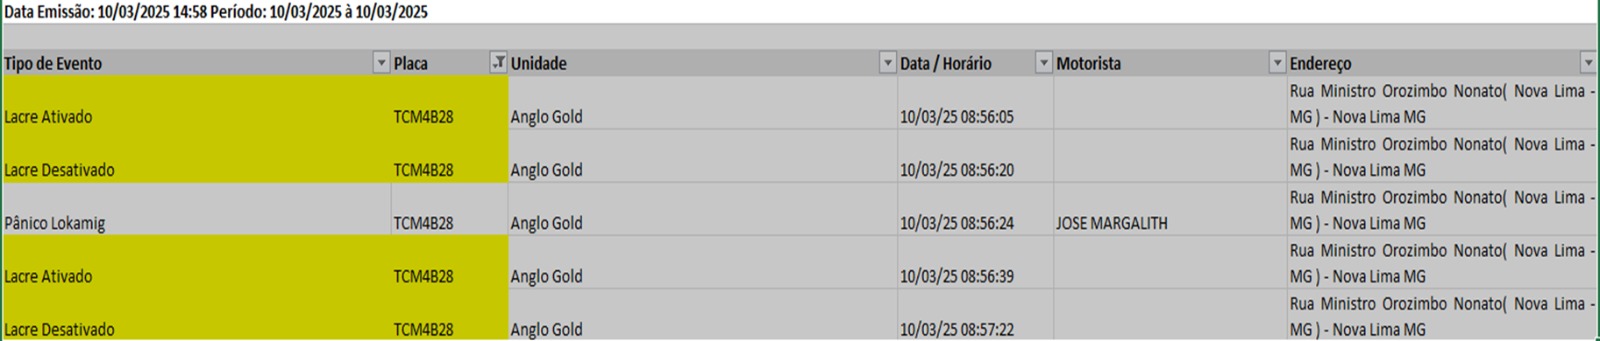 Data Emissão: 10/03/2025 14:58 Período: 10/03/2025 à 10/03/2025
Tipo de Evento Placa Unidade Data / Horário Motorista Endereço
Rua Ministro Orozimbo Nonato( Nova Lima -
Lacre Ativado TCM4B28 Anglo Gold 10/03/25 08:56:05 MG ) - Nova Lima MG
Rua Ministro Orozimbo Nonato( Nova Lima -
Lacre Desativado TCM4B28 Anglo Gold 10/03/25 08:56:20 MG ) - Nova Lima MG
Rua Ministro Orozimbo Nonato( Nova Lima -
Pânico Lokamig TCM4B28 Anglo Gold 10/03/25 08:56:24 JOSE MARGALITH MG ) - Nova Lima MG
Rua Ministro Orozimbo Nonato( Nova Lima -
Lacre Ativado TCM4B28 Anglo Gold 10/03/25 08:56:39 MG ) - Nova Lima MG
Rua Ministro Orozimbo Nonato( Nova Lima -
Lacre Desativado TCM4B28 Anglo Gold 10/03/25 08:57:22 MG ) - Nova Lima MG